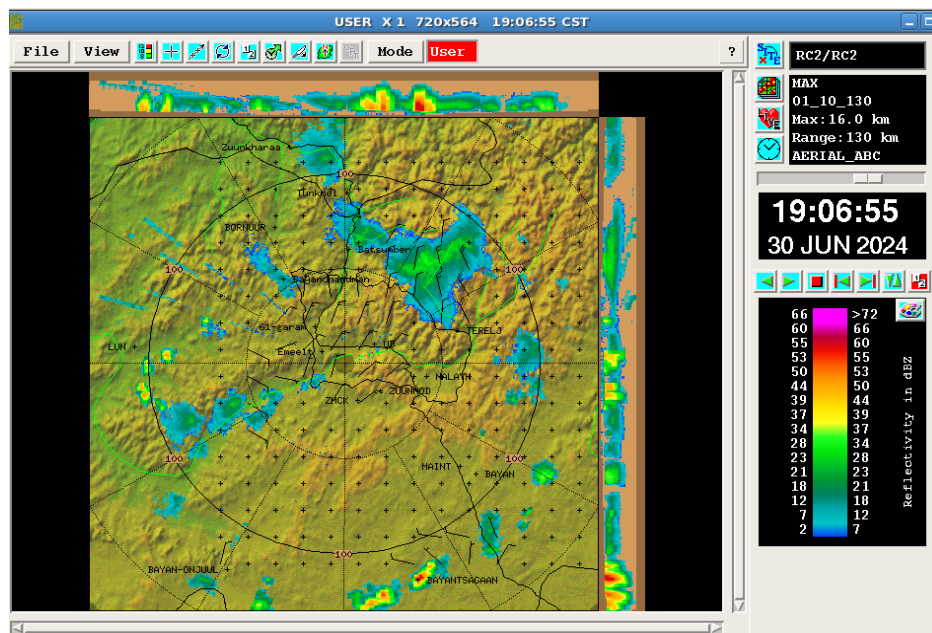 USER X 1 720x564 19:06:55 CST
File View Mode User ?
RC2/RC2
MAX
01_10_130
Max:16.0 km
Range:130 km
AERIAL_ABC
19:06:55
30 JUN 2024
66 >72
60 66
55 60
53 55
50 53
44 50
39 44
37 39
34 37
28 34
23 28
21 23
18 21
12 18
7 12
2 7
Reflectivity in dBZ
Zuunkharaa
100
Tunkhel
BORNUUR
Batsumber
100
100
Bayanchandman
61-garam
TERELJ
LUN
UB
Emeelt
NALAYH
ZUUNMOD
ZMCK
100
100
MAINT
BAYAN
100
BAYAN-ONJUUL
BAYANTSAGAAN